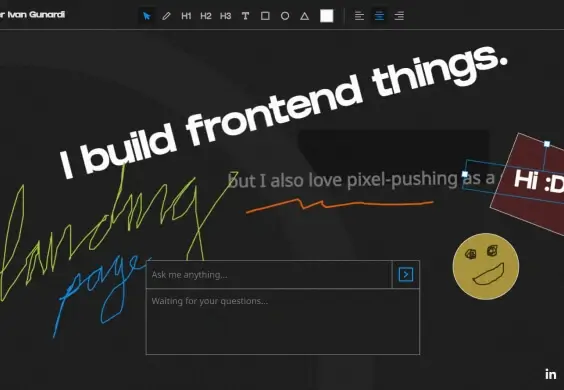 r Ivan Gunardi
H1 H2 H3 T
I build frontend things.
but I also love pixel-pushing as a
Hi :D
landing
page
Ask me anything...
Waiting for your questions...
in